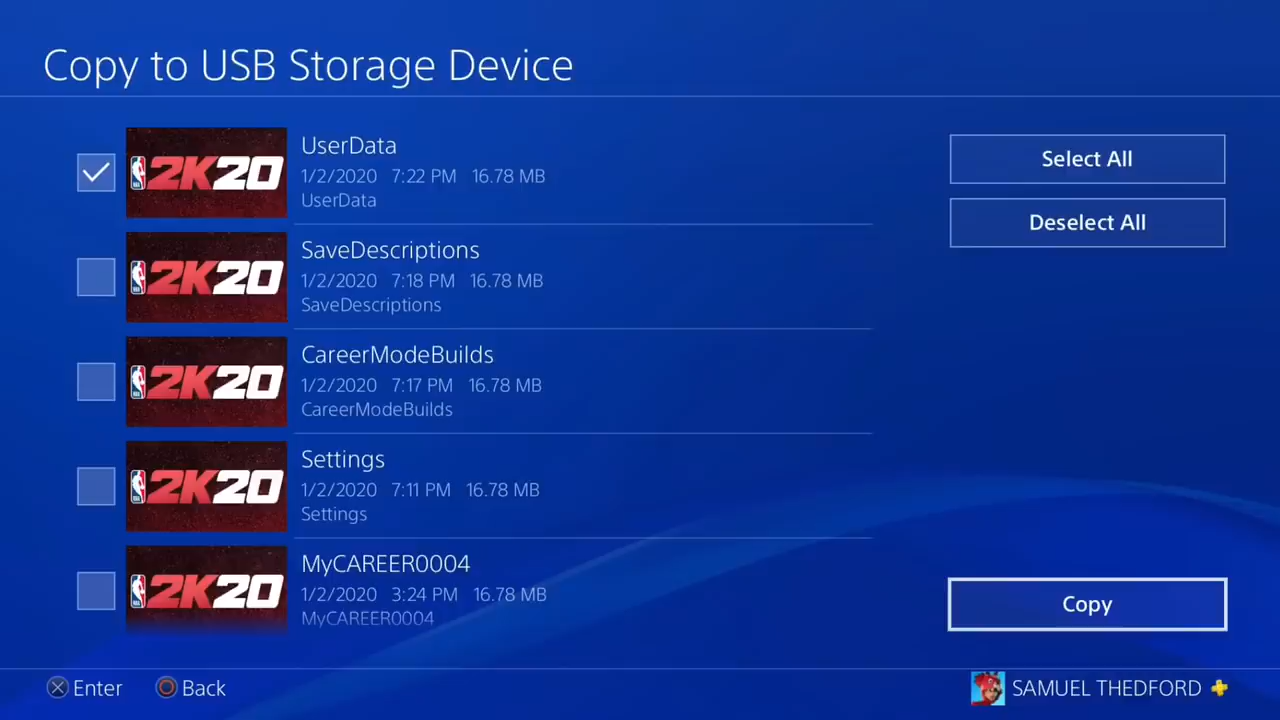 Copy to USB Storage Device
2K20
UserData
1/2/2020 7:22 PM 16.78 MB
UserData
2K20
SaveDescriptions
1/2/2020 7:18 PM 16.78 MB
SaveDescriptions
2K20
CareerModeBuilds
1/2/2020 7:17 PM 16.78 MB
CareerModeBuilds
2K20
Settings
1/2/2020 7:11 PM 16.78 MB
Settings
2K20
MyCAREER0004
1/2/2020 3:24 PM 16.78 MB
MyCAREER0004
Select All
Deselect All
Copy
Enter
Back
SAMUEL THEDFORD